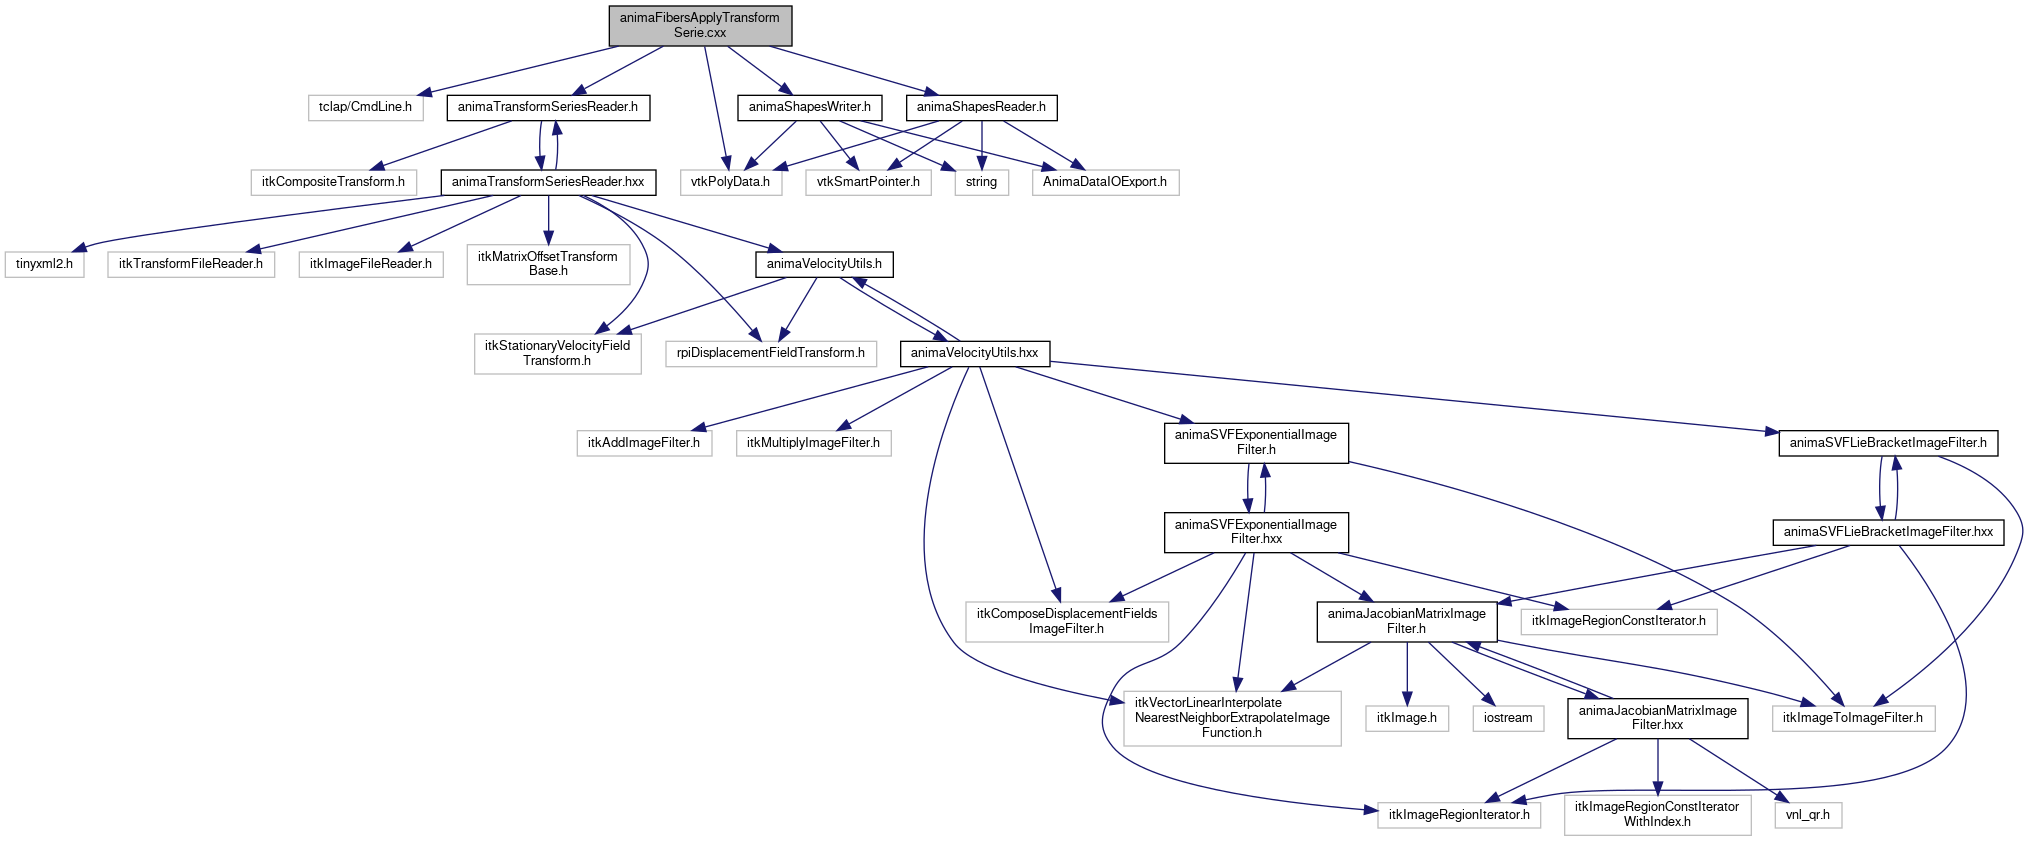 animaFibersApplyTransform
Serie.cxx
tclap/CmdLine.h
animaTransformSeriesReader.h
animaShapesWriter.h
animaShapesReader.h
itkCompositeTransform.h
animaTransformSeriesReader.hxx
vtkPolyData.h
vtkSmartPointer.h
string
AnimaDataIOExport.h
tinyxml2.h
itkTransformFileReader.h
itkImageFileReader.h
itkMatrixOffsetTransform
Base.h
animaVelocityUtils.h
itkStationaryVelocityField
Transform.h
rpiDisplacementFieldTransform.h
animaVelocityUtils.hxx
itkAddImageFilter.h
itkMultiplyImageFilter.h
animaSVFExponentialImage
Filter.h
animaSVFLieBracketImageFilter.h
animaSVFExponentialImage
Filter.hxx
animaSVFLieBracketImageFilter.hxx
itkComposeDisplacementFields
ImageFilter.h
animaJacobianMatrixImage
Filter.h
itkImageRegionConstIterator.h
itkVectorLinearInterpolate
NearestNeighborExtrapolateImage
Function.h
itkImage.h
iostream
animaJacobianMatrixImage
Filter.hxx
itkImageToImageFilter.h
itkImageRegionIterator.h
itkImageRegionConstIterator
WithIndex.h
vnl_qr.h